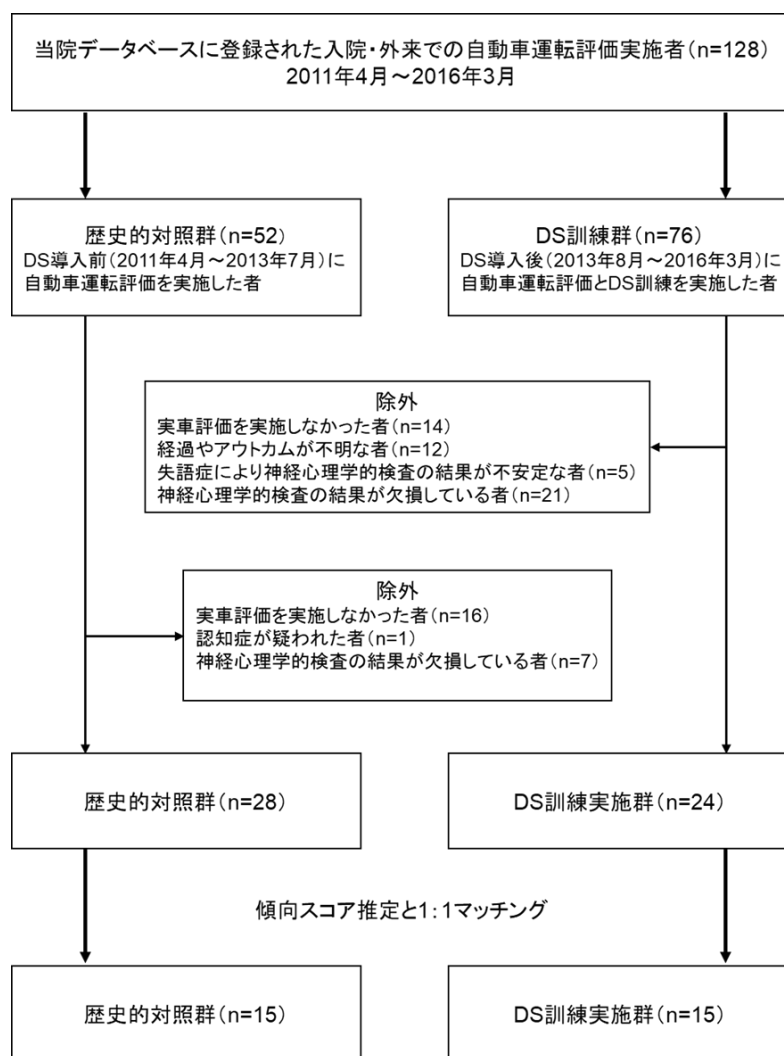 当院データベースに登録された入院・外来での自動車運転評価実施者（n=128）
2011年4月～2016年3月
歴史的対照群（n=52）
DS導入前（2011年4月～2013年7月）に
自動車運転評価を実施した者
DS訓練群（n=76）
DS導入後（2013年8月～2016年3月）に
自動車運転評価とDS訓練を実施した者
除外
実車評価を実施しなかった者（n=14）
経過やアウトカムが不明な者（n=12）
失語症により神経心理学的検査の結果が不安定な者（n=5）
神経心理学的検査の結果が欠損している者（n=21）
除外
実車評価を実施しなかった者（n=16）
認知症が疑われた者（n=1）
神経心理学的検査の結果が欠損している者（n=7）
歴史的対照群（n=28）
DS訓練実施群（n=24）
傾向スコア推定と1：1マッチング
歴史的対照群（n=15）
DS訓練実施群（n=15）